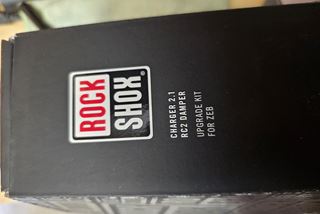 ROCK
SHOX
CHARGER 2.1
RC2 DAMPER
UPGRADE KIT
FOR ZEB